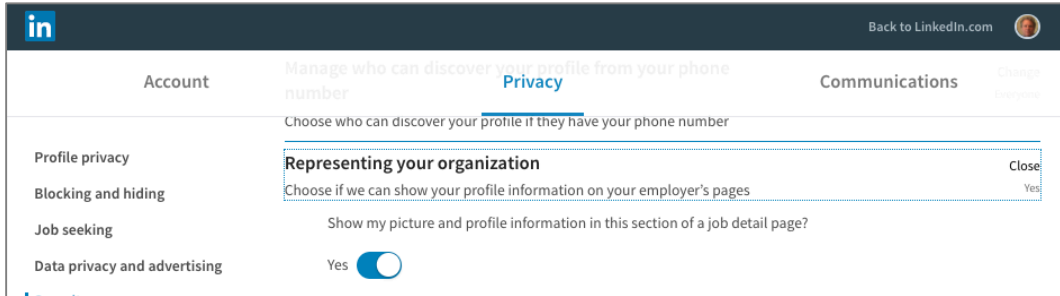 in
Back to LinkedIn.com
Account
Privacy
Communications
Manage who can discover your profile from your phone
number
Change
Everyone
Choose who can discover your profile if they have your phone number
Profile privacy
Blocking and hiding
Job seeking
Data privacy and advertising
Representing your organization
Close
Choose if we can show your profile information on your employer's pages
Yes
Show my picture and profile information in this section of a job detail page?
Yes